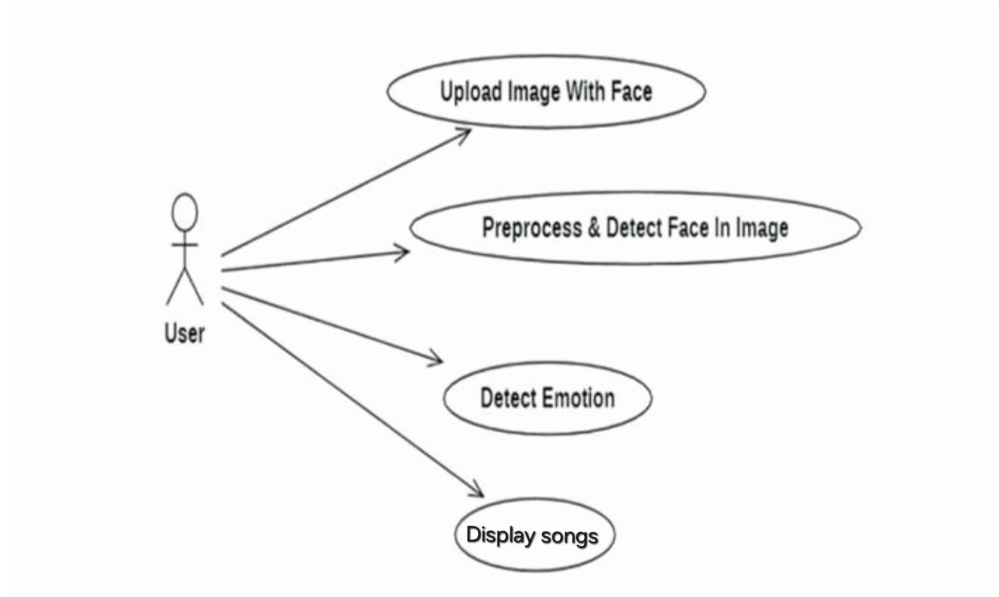 Upload Image With Face
Preprocess & Detect Face In Image
User
Detect Emotion
Display songs